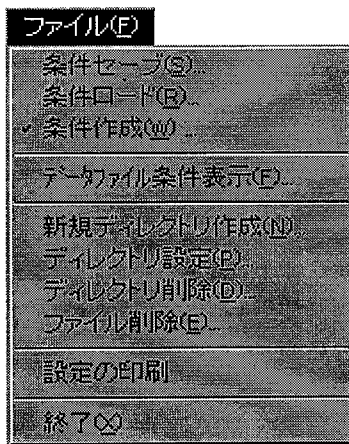 ファイル(F)
条件セーブ(S)...
条件ロード(R)...
条件作成(W) ...
データファイル条件表示(F)...
新規ディレクトリ作成(N)...
ディレクトリ設定(P)...
ディレクトリ削除(D)...
ファイル削除(E)...
設定の印刷
終了(X)